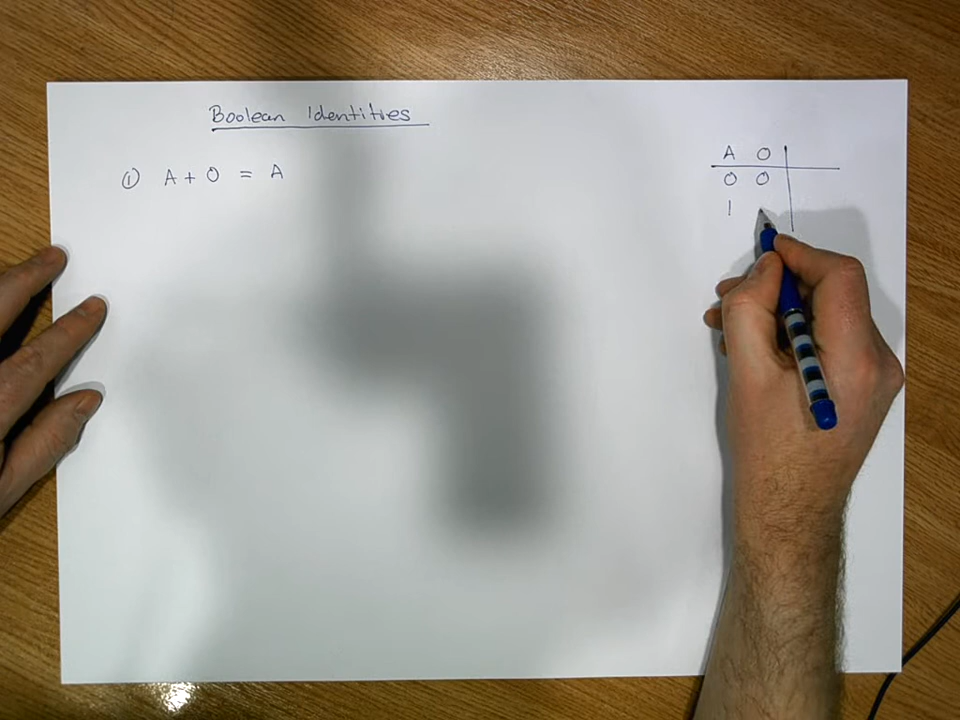 Boolean Identities
① A + 0 = A
A 0
0 0
1